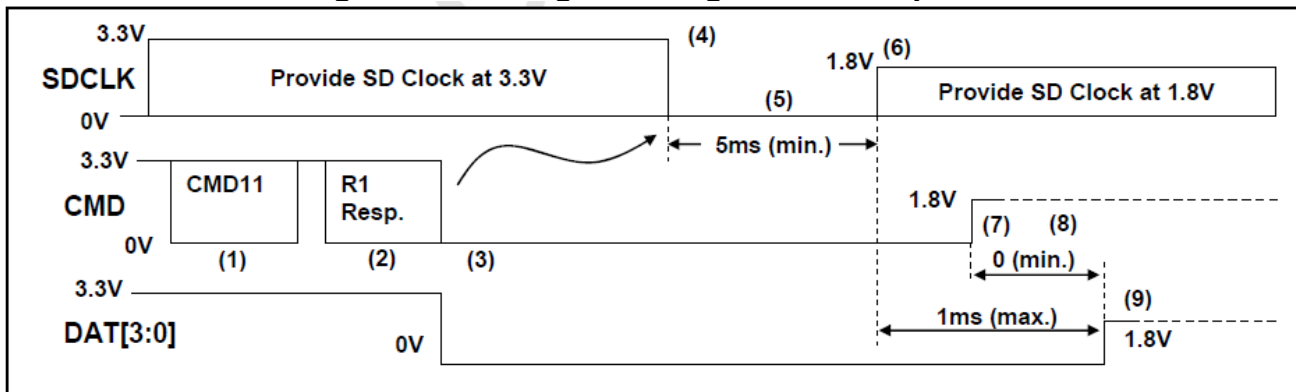 3.3V
(4)
1.8V
(6)
SDCLK
Provide SD Clock at 3.3V
(5)
Provide SD Clock at 1.8V
0V
5ms (min.)
3.3V
CMD11
R1
Resp.
CMD
1.8V
(7)
(8)
0V
(1)
(2)
(3)
0 (min.)
3.3V
(9)
DAT[3:0]
0V
1ms (max.)
1.8V